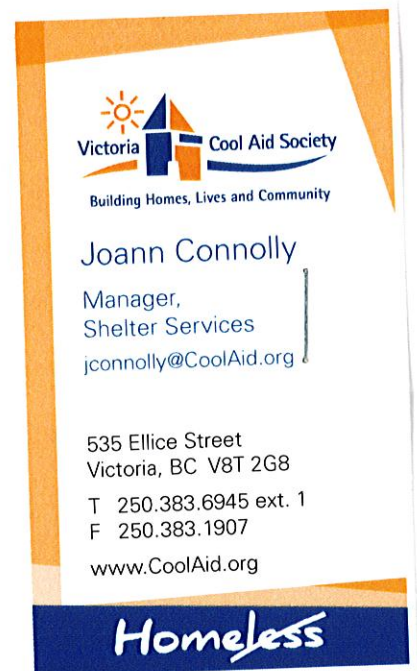 Victoria Cool Aid Society
Building Homes, Lives and Community
Joann Connolly
Manager,
Shelter Services
jconnolly@CoolAid.org
535 Ellice Street
Victoria, BC V8T 2G8
T 250.383.6945 ext. 1
F 250.383.1907
www.CoolAid.org
Homeless